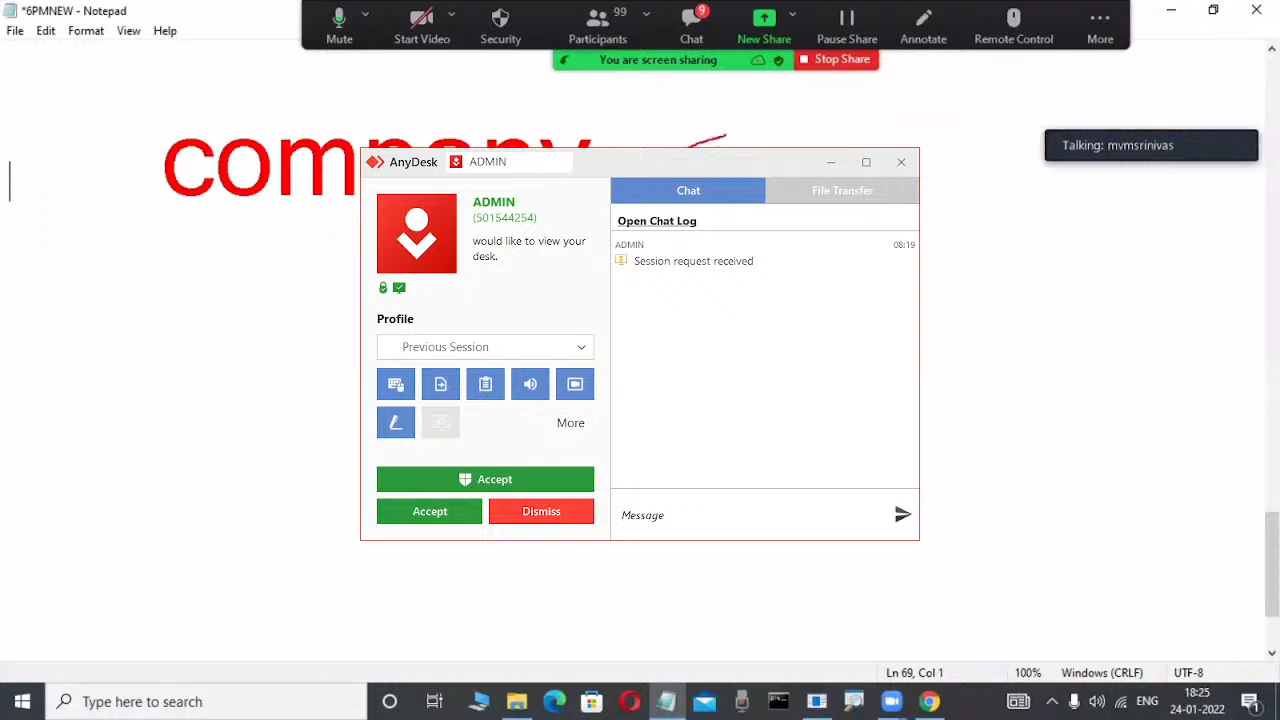 *6PMNEW - Notepad
File Edit Format View Help
Mute
Start Video
Security
99
Participants
9
Chat
New Share
Pause Share
Annotate
Remote Control
More
You are screen sharing
Stop Share
company
Talking: mvmsrinivas
AnyDesk ADMIN
ADMIN
(501544254)
would like to view your
desk.
Profile
Previous Session
More
Accept
Accept Dismiss
Chat File Transfer
Open Chat Log
ADMIN 08:19
Session request received
Message
Ln 69, Col 1 100% Windows (CRLF) UTF-8
Type here to search
ENG
18:25
24-01-2022
1